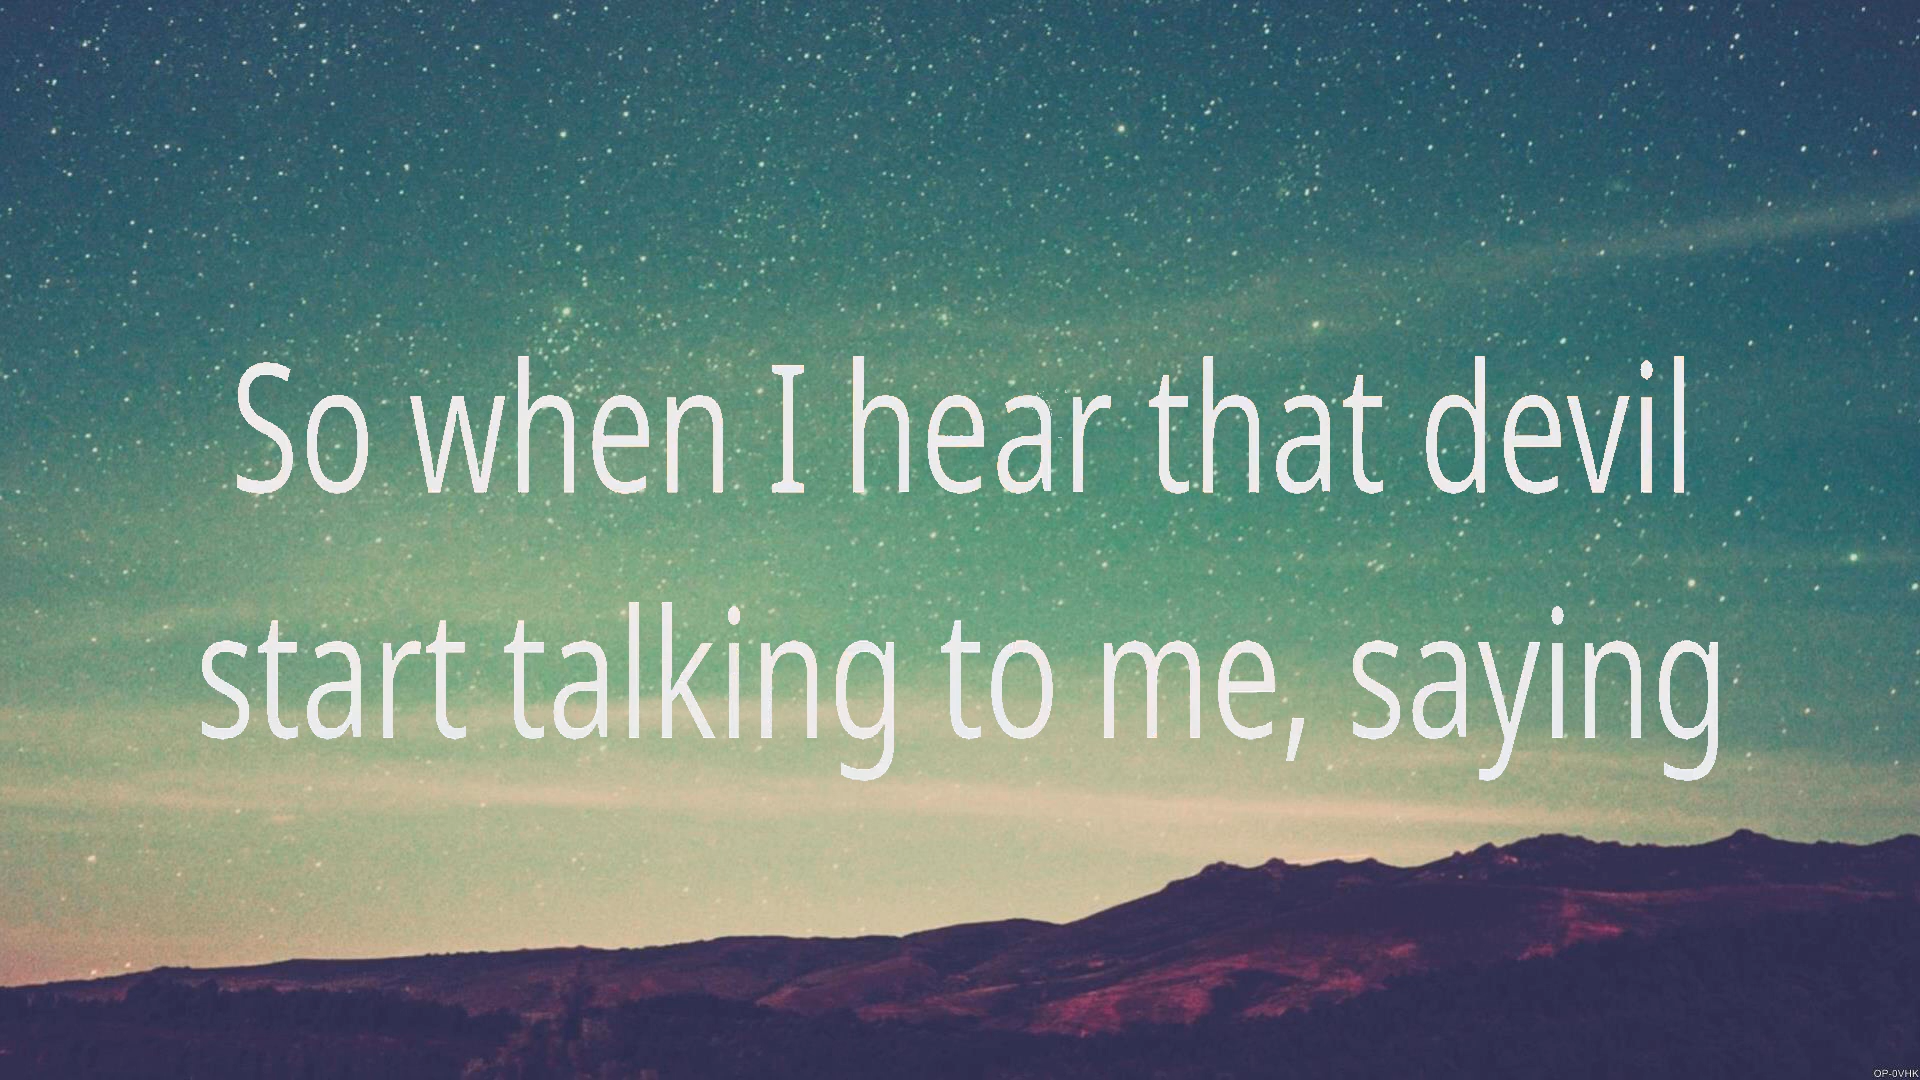 So when I hear that devil
start talking to me, saying
OP-0VHK